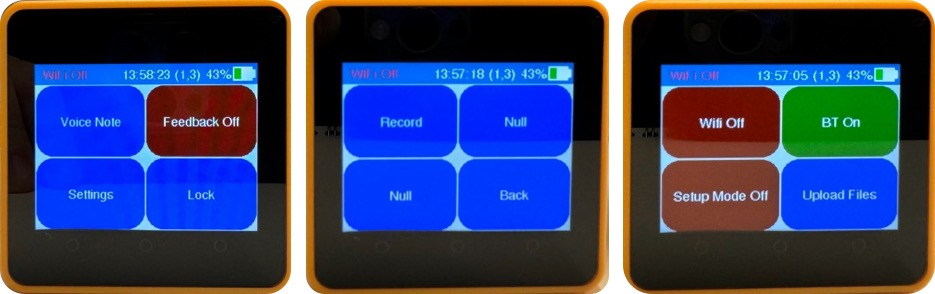 WiFi Off 13:58:23 (1,3) 43%
Voice Note Feedback Off
Settings Lock
WiFi Off 13:57:18 (1,3) 43%
Record Null
Null Back
WiFi Off 13:57:05 (1,3) 43%
Wifi Off BT On
Setup Mode Off Upload Files